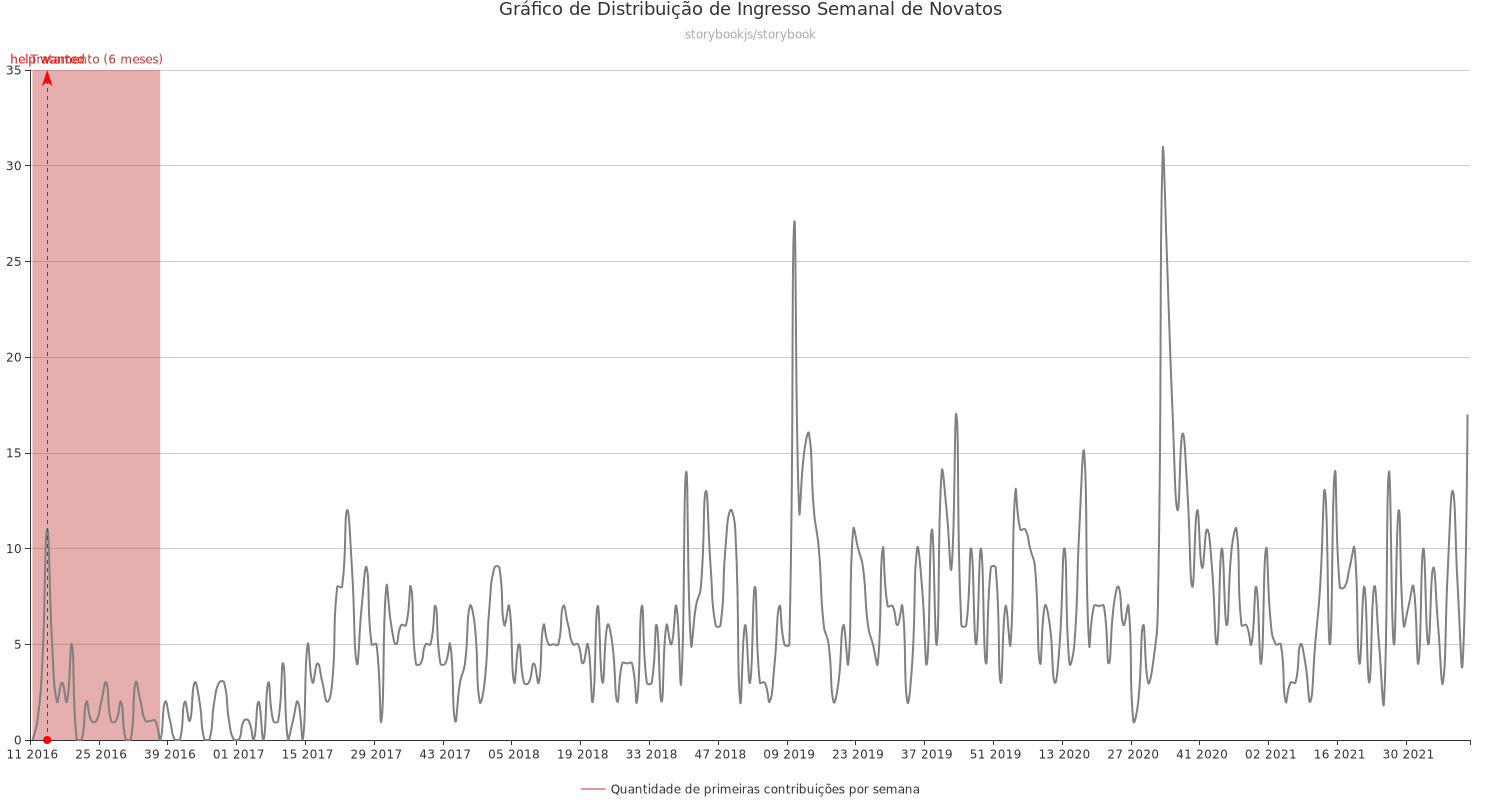 Gráfico de Distribuição de Ingresso Semanal de Novatos
storybookjs/storybook
help wanted
Tratamento (6 meses)
35
30
25
20
15
10
5
0
11 2016 25 2016 39 2016 01 2017 15 2017 29 2017 43 2017 05 2018 19 2018 33 2018 47 2018 09 2019 23 2019 37 2019 51 2019 13 2020 27 2020 41 2020 02 2021 16 2021 30 2021
Quantidade de primeiras contribuições por semana